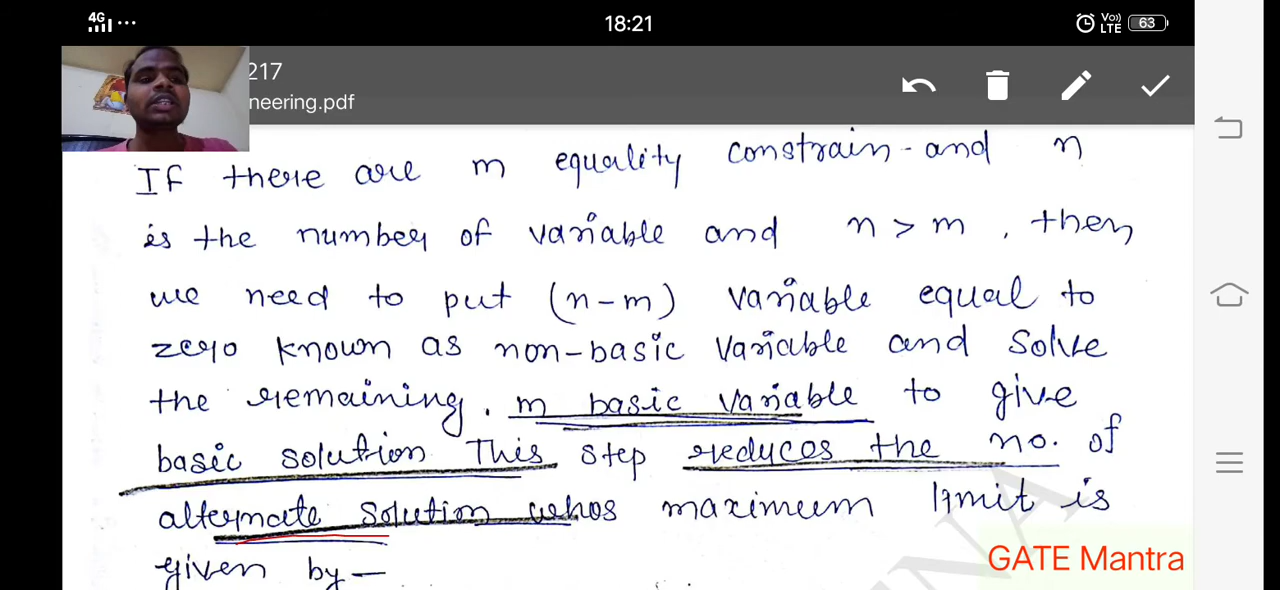 4G
18:21
Vo))
LTE
63
217
neering.pdf
If there are m equality constrain - and n
is the number of variable and n > m , then
we need to put (n-m) variable equal to
zero known as non-basic variable and solve
the remaining . m basic variable to give
basic solution This step reduces the no. of
alternate solution whos maximum limit is
given by—
GATE Mantra